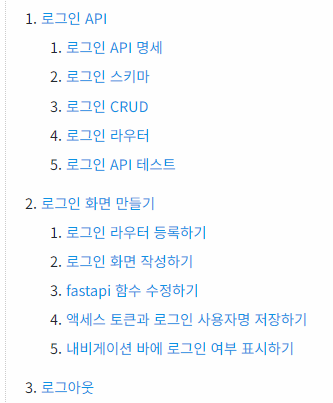 1. 로그인 API
1. 로그인 API 명세
2. 로그인 스키마
3. 로그인 CRUD
4. 로그인 라우터
5. 로그인 API 테스트
2. 로그인 화면 만들기
1. 로그인 라우터 등록하기
2. 로그인 화면 작성하기
3. fastapi 함수 수정하기
4. 액세스 토큰과 로그인 사용자명 저장하기
5. 내비게이션 바에 로그인 여부 표시하기
3. 로그아웃